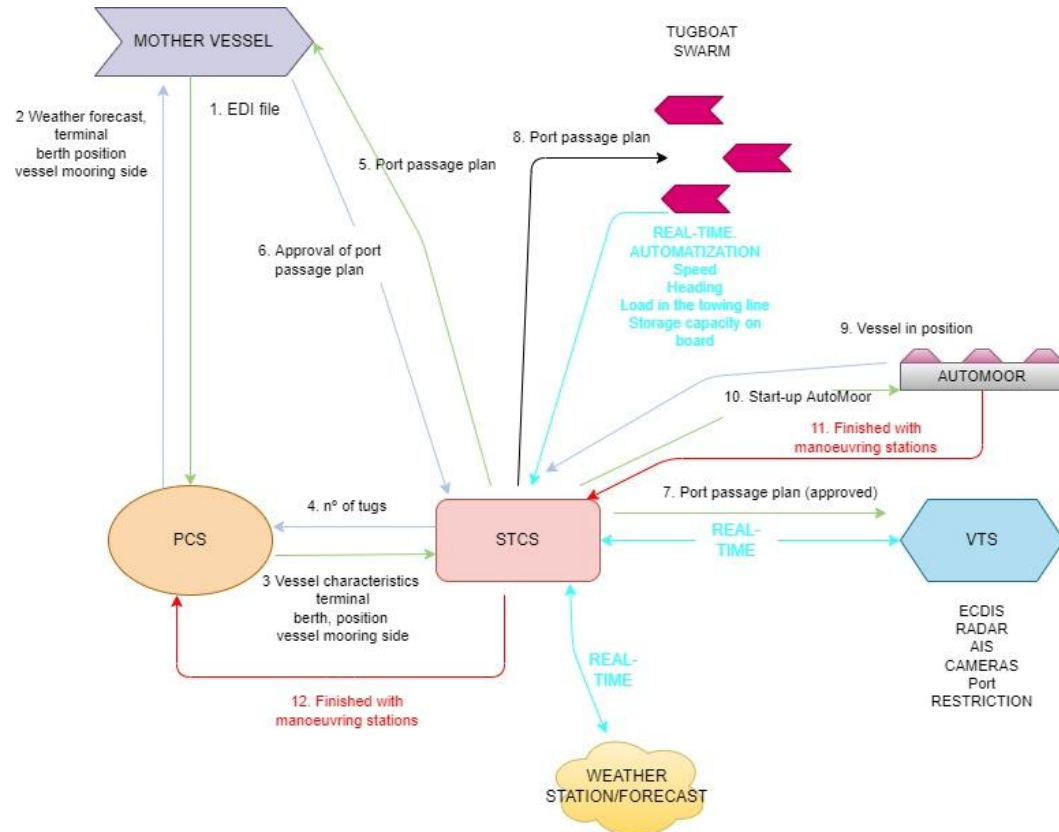 MOTHER VESSEL
TUGBOAT
SWARM
1. EDI file
2 Weather forecast,
terminal
berth position
vessel mooring side
5. Port passage plan
8. Port passage plan
6. Approval of port
passage plan
REAL-TIME.
AUTOMATIZATION
Speed
Heading
Load in the towing line
Storage capacity on
board
9. Vessel in position
AUTOMOOR
10. Start-up AutoMoor
11. Finished with
manoeuvring stations
7. Port passage plan (approved)
4. nº of tugs
PCS
STCS
REAL-
TIME
VTS
3 Vessel characteristics
terminal
berth, position
vessel mooring side
ECDIS
RADAR
AIS
CAMERAS
Port
RESTRICTION
REAL-
TIME
12. Finished with
manoeuvring stations
WEATHER
STATION/FORECAST